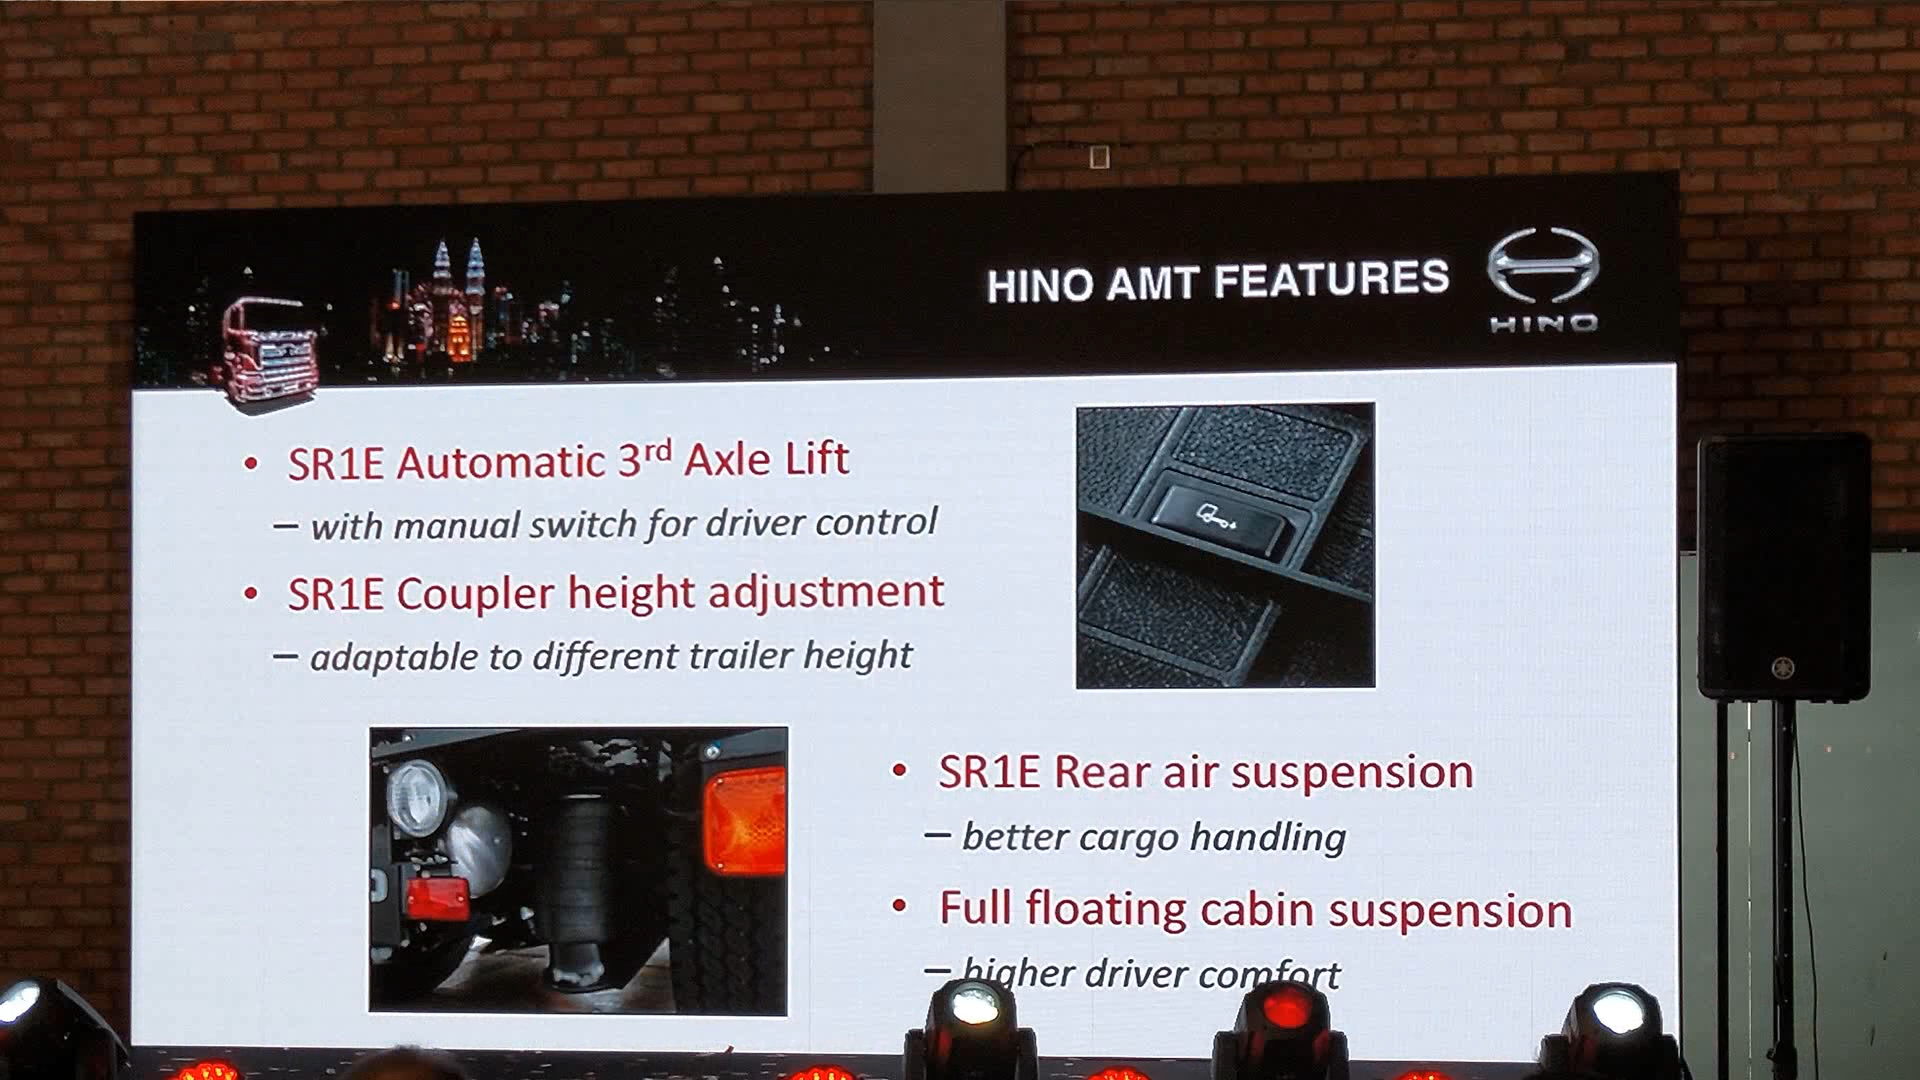 HINO AMT FEATURES
HINO
• SR1E Automatic 3rd Axle Lift
– with manual switch for driver control
• SR1E Coupler height adjustment
– adaptable to different trailer height
• SR1E Rear air suspension
– better cargo handling
• Full floating cabin suspension
– higher driver comfort